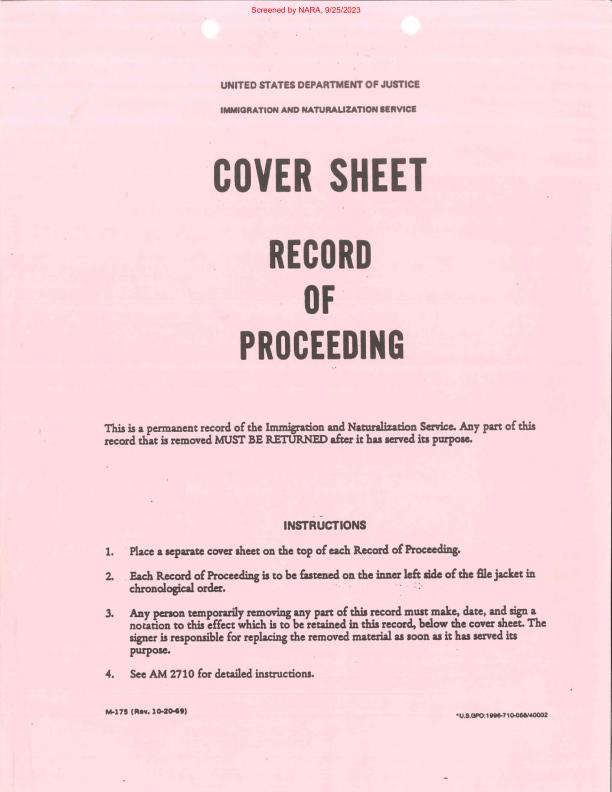 Screened by NARA, 9/25/2023
UNITED STATES DEPARTMENT OF JUSTICE
IMMIGRATION AND NATURALIZATION SERVICE
COVER SHEET
RECORD
OF
PROCEEDING
This is a permanent record of the Immigration and Naturalization Service. Any part of this
record that is removed MUST BE RETURNED after it has served its purpose.
INSTRUCTIONS
1. Place a separate cover sheet on the top of each Record of Proceeding.
2. Each Record of Proceeding is to be fastened on the inner left side of the file jacket in
chronological order.
3. Any person temporarily removing any part of this record must make, date, and sign a
notation to this effect which is to be retained in this record, below the cover sheet. The
signer is responsible for replacing the removed material as soon as it has served its
purpose.
4. See AM 2710 for detailed instructions.
M-175 (Rev. 10-20-69)
*U.S.GPO:1996-710-058/40002